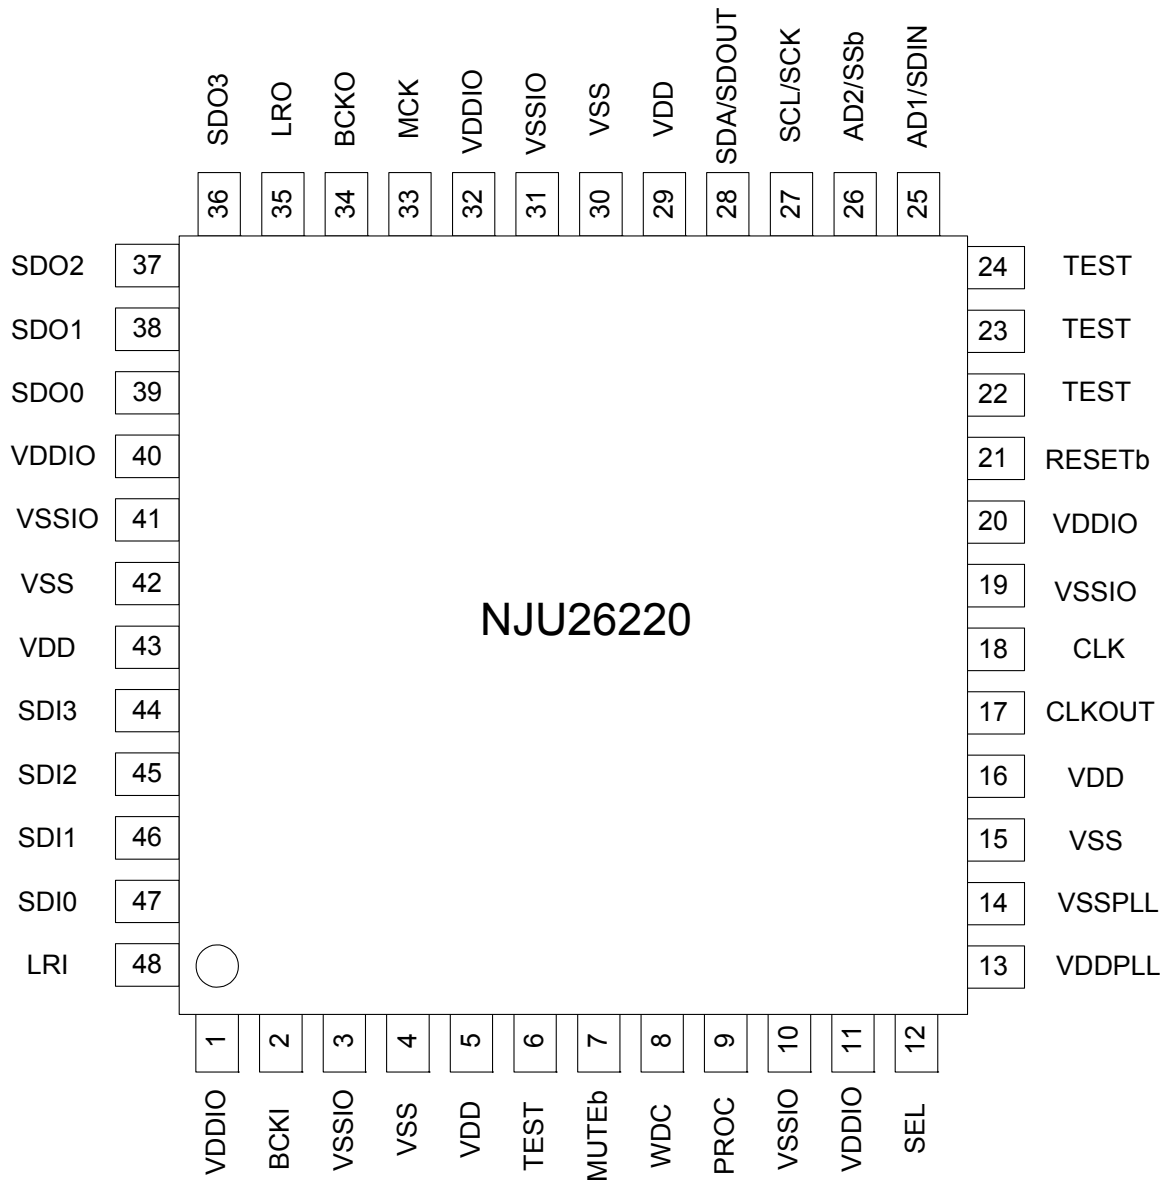 SDO3 LRO BCKO MCK VDDIO VSSIO VSS VDD SDA/SDOUT SCL/SCK AD2/SSb AD1/SDIN
36 35 34 33 32 31 30 29 28 27 26 25
SDO2 37 24 TEST
SDO1 38 23 TEST
SDO0 39 22 TEST
VDDIO 40 21 RESETb
VSSIO 41 20 VDDIO
VSS 42 19 VSSIO
NJU26220
VDD 43 18 CLK
SDI3 44 17 CLKOUT
SDI2 45 16 VDD
SDI1 46 15 VSS
SDI0 47 14 VSSPLL
LRI 48 13 VDDPLL
1 2 3 4 5 6 7 8 9 10 11 12
VDDIO BCKI VSSIO VSS VDD TEST MUTEb WDC PROC VSSIO VDDIO SEL